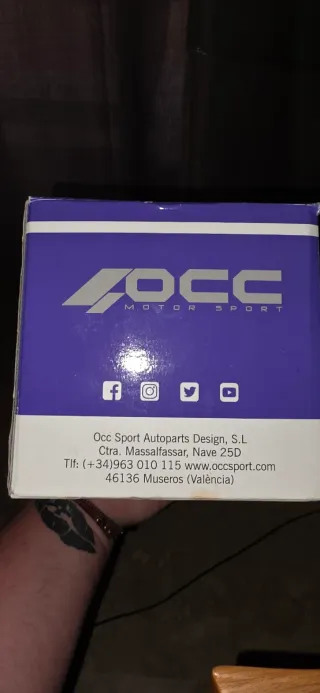 OCC
MOTOR SPORT
Occ Sport Autoparts Design, S.L
Ctra. Massalfassar, Nave 25D
Tlf: (+34)963 010 115 www.occsport.com
46136 Museros (València)